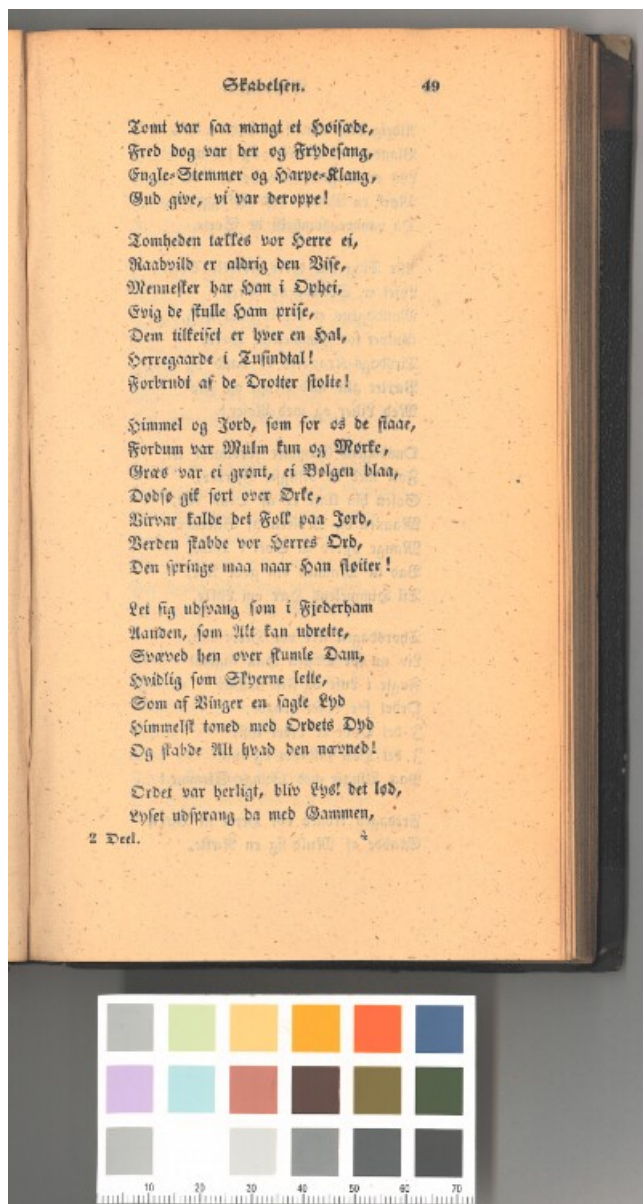 Skabelsen. 49
Tomt var saa mangt et Høisæde,
Fred dog var der og Frydesang,
Engle-Stemmer og Harpe-Klang,
Gud give, vi var deroppe!
Tomheden tækkes vor Herre ei,
Raadvild er aldrig den Vise,
Mennesker har Han i Ophei,
Evig de skulle Ham prise,
Dem tilkeiset er hver en Hal,
Herregaarde i Tusindtal!
Forbrudt af de Drotter stolte!
Himmel og Jord, som for os de staae,
Fordum var Mulm kun og Mørke,
Græs var ei grønt, ei Bølgen blaa,
Dødsø gik sort over Ørke,
Virvar kalde det Folk paa Jord,
Verden skabde vor Herres Ord,
Den springe maa naar Han fløiter!
Let sig udsvang som i Fjederham
Aanden, som Alt kan udrette,
Svæved hen over skumle Dam,
Hvidlig som Skyerne lette,
Som af Vinger en sagte Lyd
Himmelsk toned med Ordets Dyd
Og skabde Alt hvad den nævned!
Ordet var herligt, bliv Lys! det lød,
Lyset udsprang da med Gammen,
2 Deel. 4
10 20 30 40 50 60 70